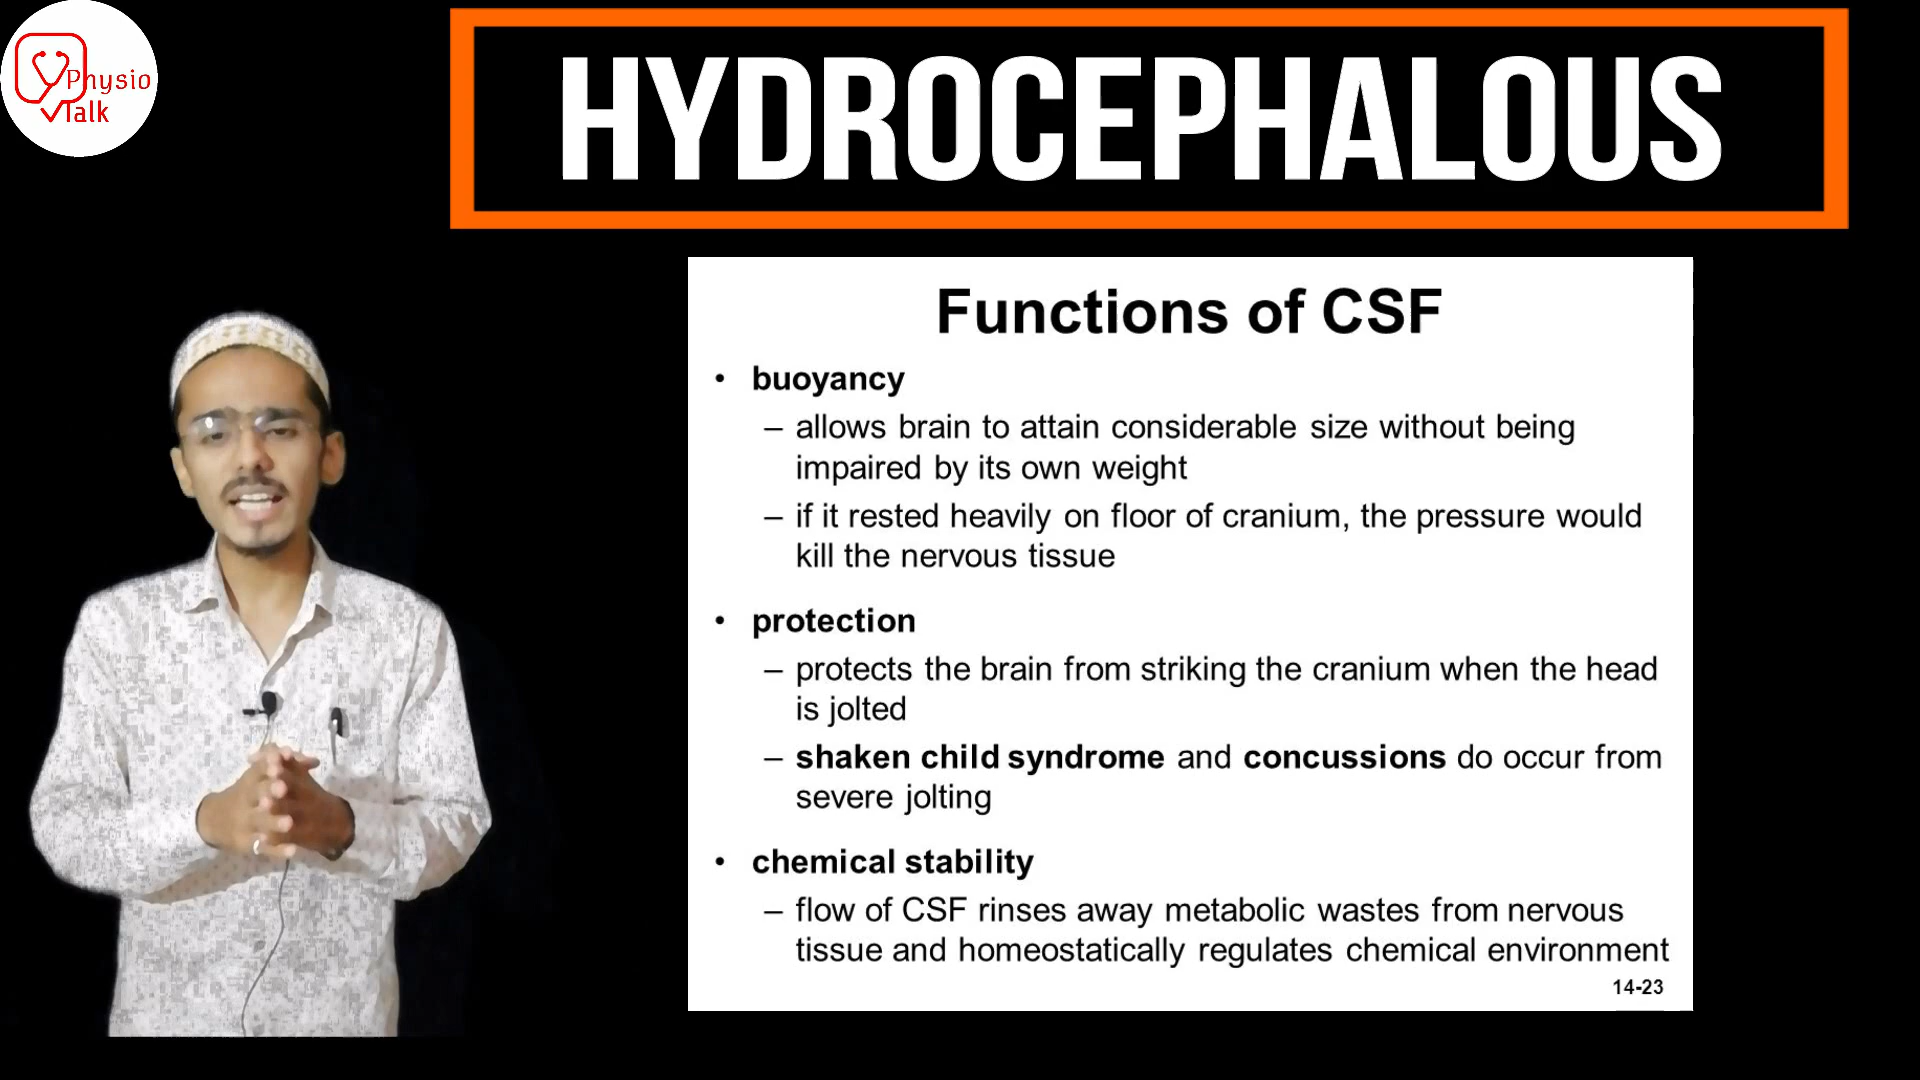 Physio
Talk
HYDROCEPHALOUS
Functions of CSF
• buoyancy
– allows brain to attain considerable size without being
impaired by its own weight
– if it rested heavily on floor of cranium, the pressure would
kill the nervous tissue
• protection
– protects the brain from striking the cranium when the head
is jolted
– shaken child syndrome and concussions do occur from
severe jolting
• chemical stability
– flow of CSF rinses away metabolic wastes from nervous
tissue and homeostatically regulates chemical environment
14-23